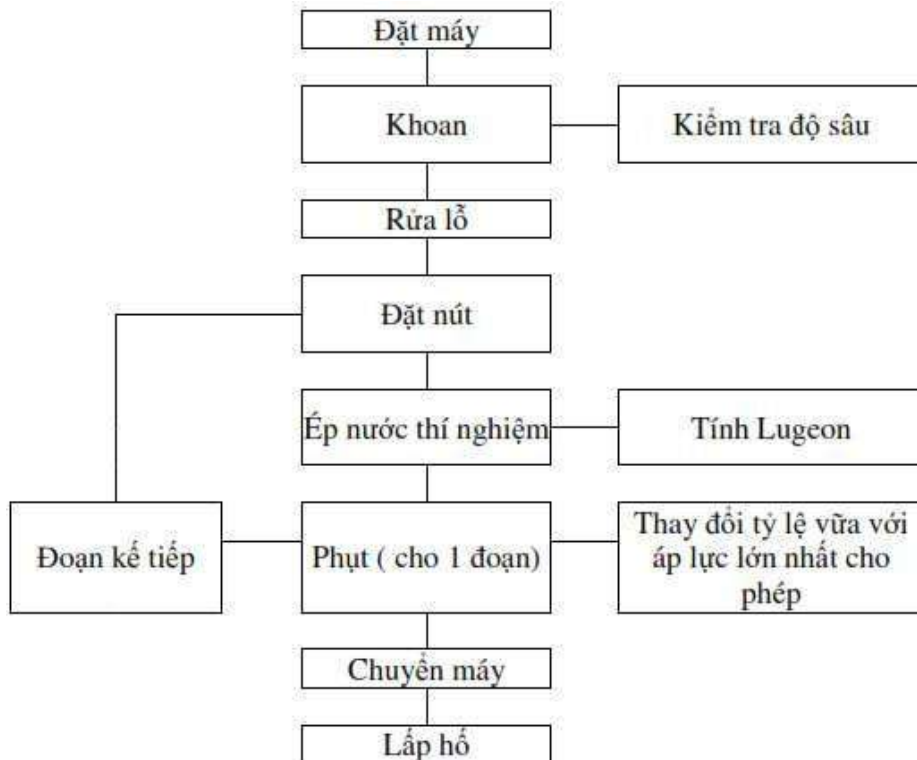 Đặt máy
Khoan
Kiểm tra độ sâu
Rửa lỗ
Đặt nút
Ép nước thí nghiệm
Tính Lugeon
Đoạn kế tiếp
Phụt ( cho 1 đoạn)
Thay đổi tỷ lệ vữa với
áp lực lớn nhất cho
phép
Chuyển máy
Lấp hố